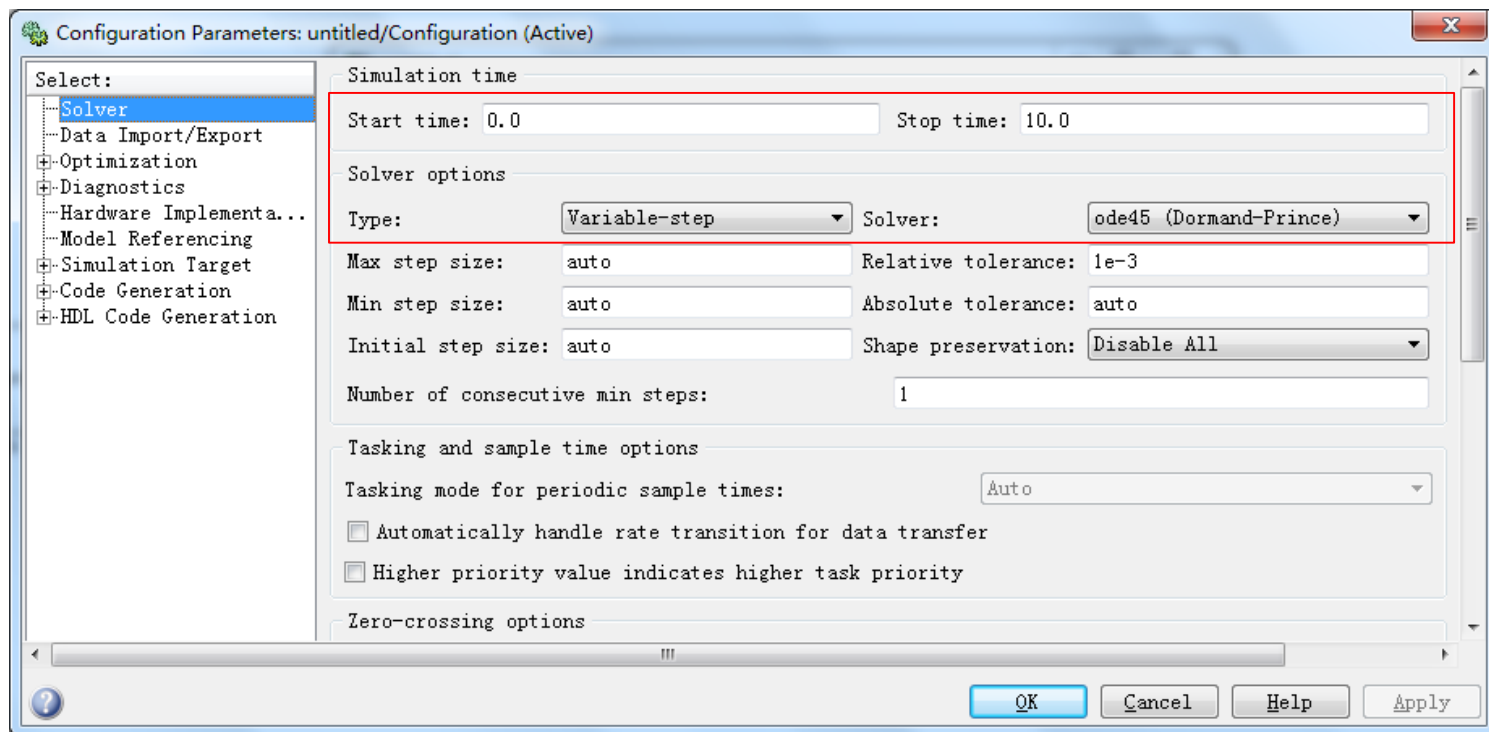 Configuration Parameters: untitled/Configuration (Active)
Select:
Solver
Data Import/Export
Optimization
Diagnostics
Hardware Implementa...
Model Referencing
Simulation Target
Code Generation
HDL Code Generation
Simulation time
Start time: 0.0 Stop time: 10.0
Solver options
Type: Variable-step Solver: ode45 (Dormand-Prince)
Max step size: auto Relative tolerance: 1e-3
Min step size: auto Absolute tolerance: auto
Initial step size: auto Shape preservation: Disable All
Number of consecutive min steps: 1
Tasking and sample time options
Tasking mode for periodic sample times: Auto
Automatically handle rate transition for data transfer
Higher priority value indicates higher task priority
Zero-crossing options
OK Cancel Help Apply